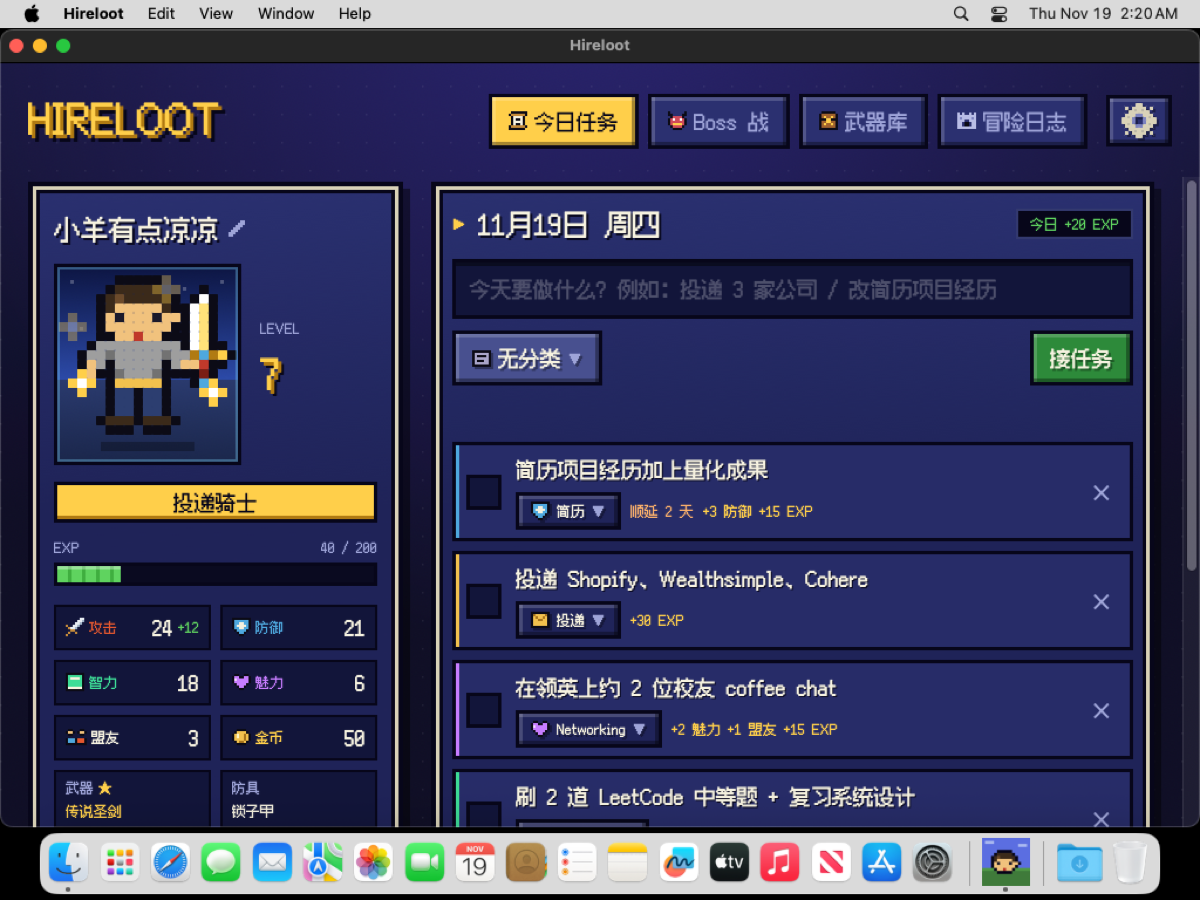 Hireloot Edit View Window Help Thu Nov 19 2:20 AM
Hireloot
HIRELOOT
今日任务 Boss 战 武器库 冒险日志
小羊有点凉凉
LEVEL
7
投递骑士
EXP 40 / 200
攻击 24 +12 防御 21
智力 18 魅力 6
盟友 3 金币 50
武器 防具
传说圣剑 锁子甲
11月19日 周四 今日 +20 EXP
今天要做什么？例如：投递 3 家公司 / 改简历项目经历
无分类 接任务
简历项目经历加上量化成果
简历 顺延 2 天 +3 防御 +15 EXP
投递 Shopify、Wealthsimple、Cohere
投递 +30 EXP
在领英上约 2 位校友 coffee chat
Networking +2 魅力 +1 盟友 +15 EXP
刷 2 道 LeetCode 中等题 + 复习系统设计
NOV
19
tv